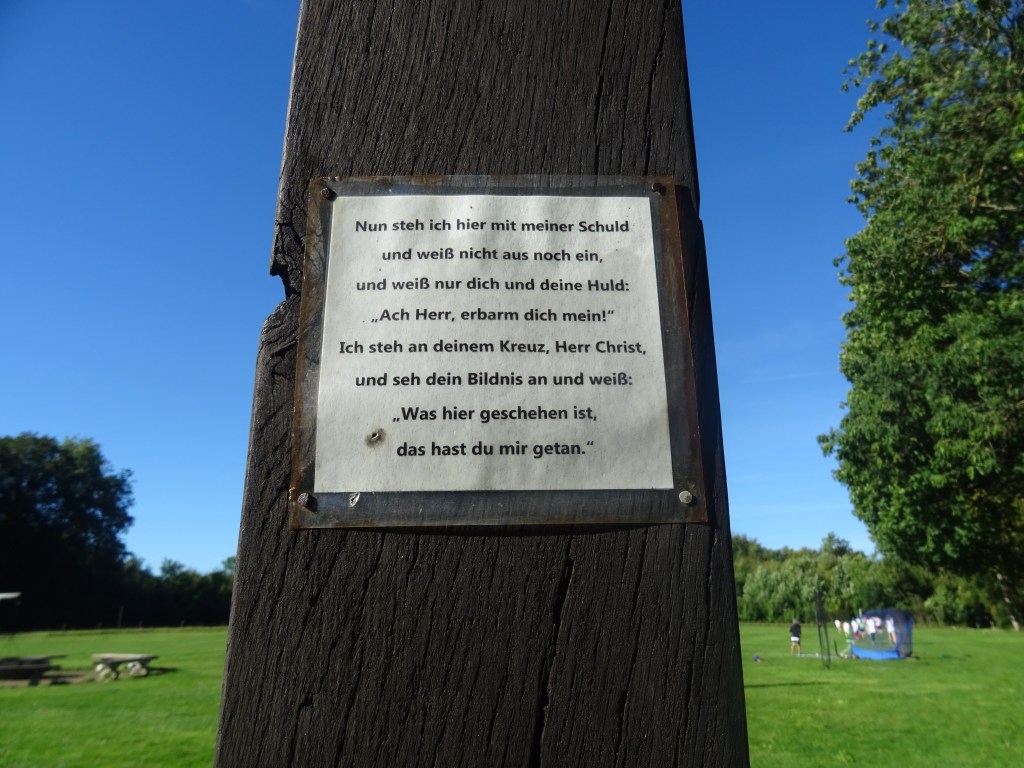 Nun steh ich hier mit meiner Schuld
und weiß nicht aus noch ein,
und weiß nur dich und deine Huld:
„Ach Herr, erbarm dich mein!“
Ich steh an deinem Kreuz, Herr Christ,
und seh dein Bildnis an und weiß:
„Was hier geschehen ist,
das hast du mir getan.“